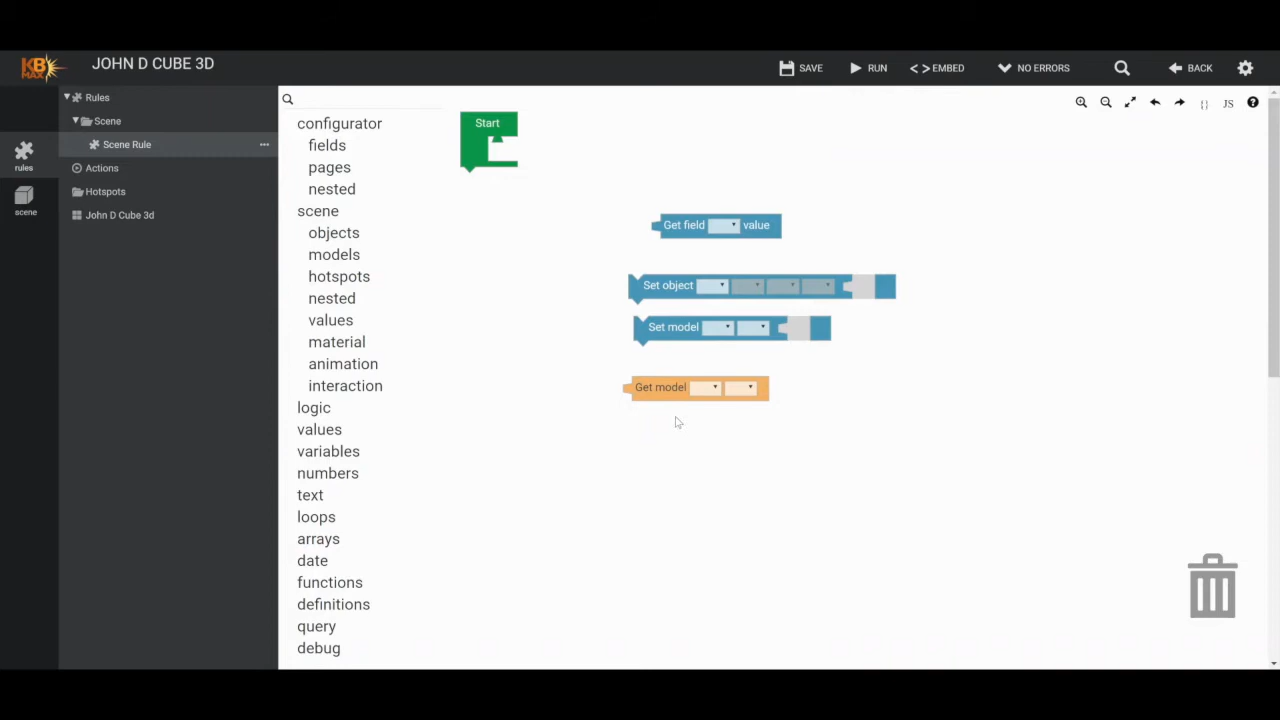 KB
MAX
JOHN D CUBE 3D
SAVE
RUN
< > EMBED
NO ERRORS
BACK
rules
scene
Rules
Scene
Scene Rule
Actions
Hotspots
John D Cube 3d
configurator
fields
pages
nested
scene
objects
models
hotspots
nested
values
material
animation
interaction
logic
values
variables
numbers
text
loops
arrays
date
functions
definitions
query
debug
{ } JS ?
Start
Get field value
Set object
Set model
Get model